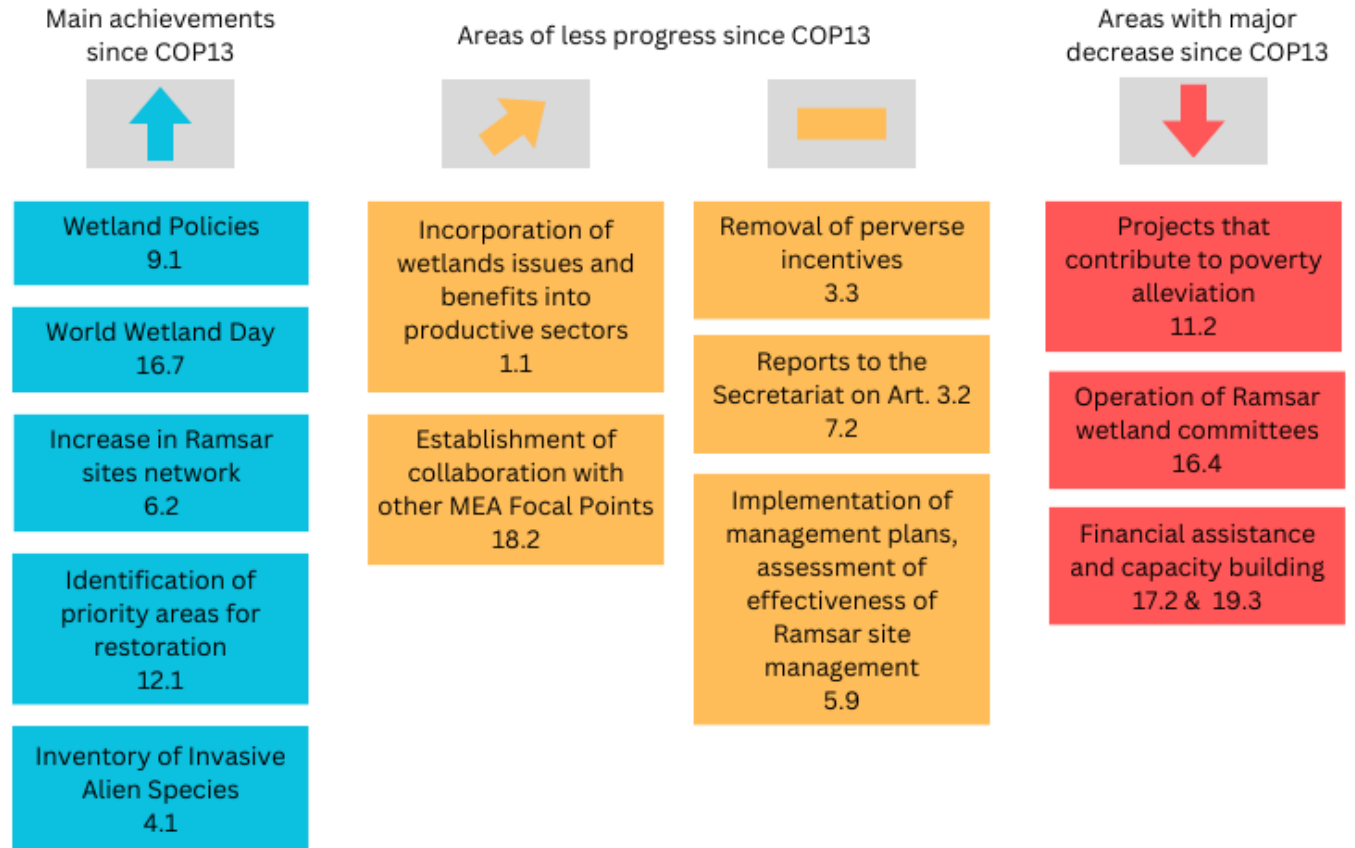 Main achievements
since COP13
Wetland Policies
9.1
World Wetland Day
16.7
Increase in Ramsar
sites network
6.2
Identification of
priority areas for
restoration
12.1
Inventory of Invasive
Alien Species
4.1
Areas of less progress since COP13
Incorporation of
wetlands issues and
benefits into
productive sectors
1.1
Establishment of
collaboration with
other MEA Focal Points
18.2
Removal of perverse
incentives
3.3
Reports to the
Secretariat on Art. 3.2
7.2
Implementation of
management plans,
assessment of
effectiveness of
Ramsar site
management
5.9
Areas with major
decrease since COP13
Projects that
contribute to poverty
alleviation
11.2
Operation of Ramsar
wetland committees
16.4
Financial assistance
and capacity building
17.2 & 19.3